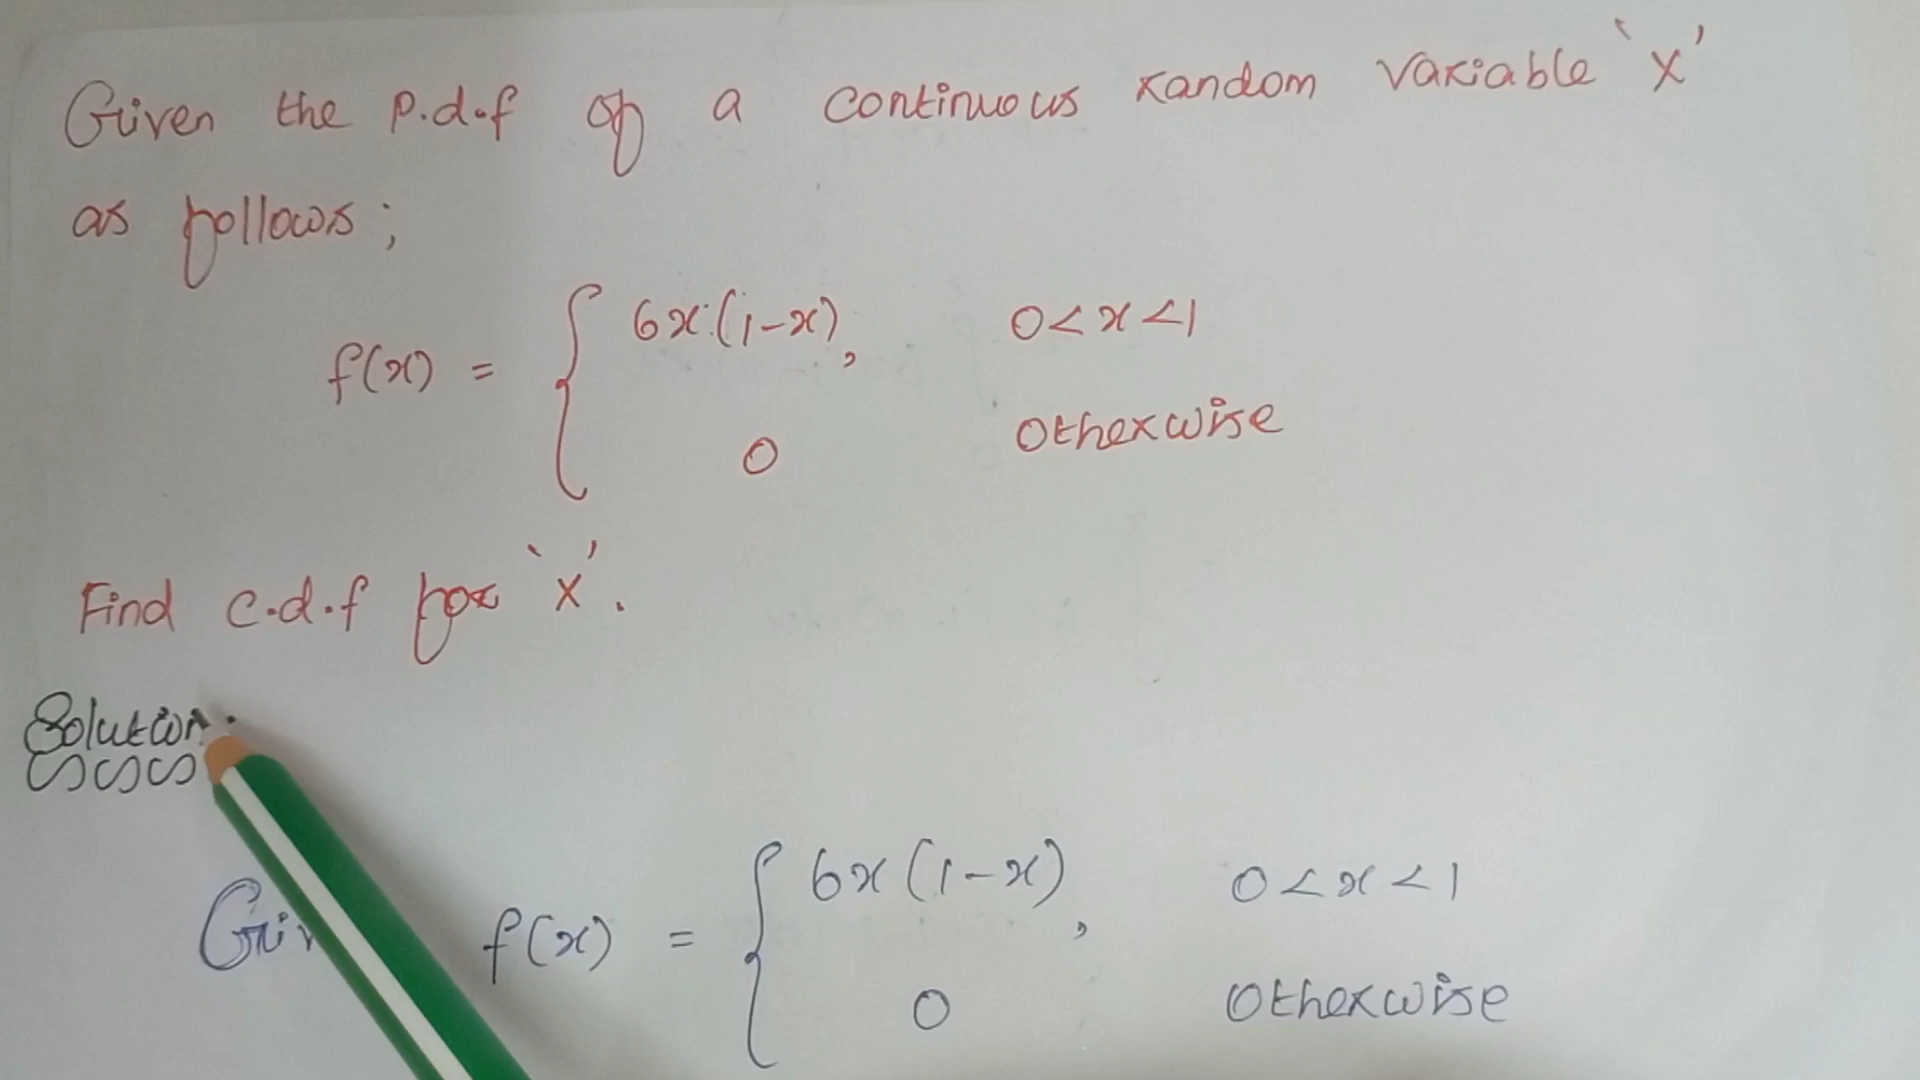 Given the p.d.f of a continuous random variable 'X'
as follows;
f(x) = { 6x(1-x), 0<x<1
0 otherwise
Find c.d.f for 'X'.
Solution.
f(x) = { 6x(1-x), 0<x<1
0 otherwise